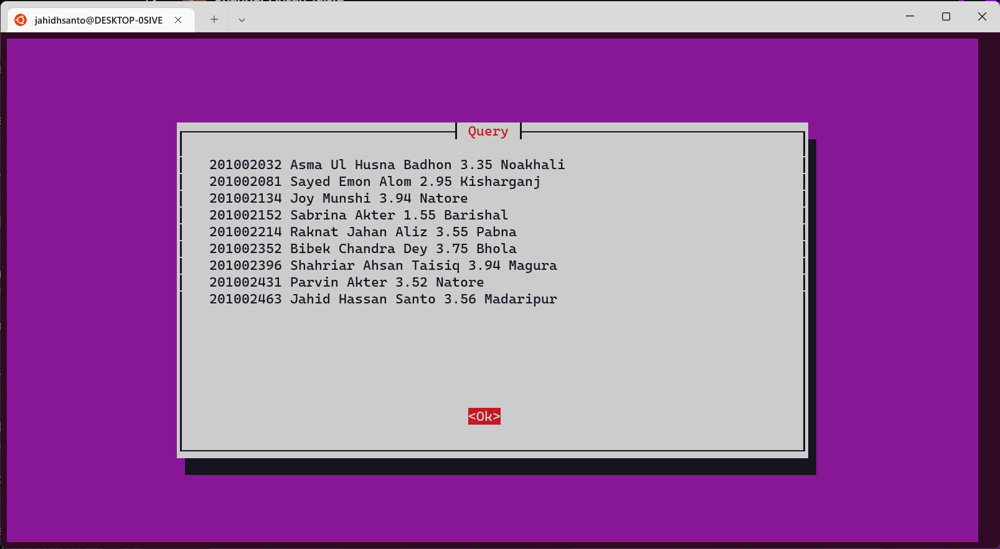 jahidhsanto@DESKTOP-0SIVE
Query
201002032 Asma Ul Husna Badhon 3.35 Noakhali
201002081 Sayed Emon Alom 2.95 Kisharganj
201002134 Joy Munshi 3.94 Natore
201002152 Sabrina Akter 1.55 Barishal
201002214 Raknat Jahan Aliz 3.55 Pabna
201002352 Bibek Chandra Dey 3.75 Bhola
201002396 Shahriar Ahsan Taisiq 3.94 Magura
201002431 Parvin Akter 3.52 Natore
201002463 Jahid Hassan Santo 3.56 Madaripur
<Ok>